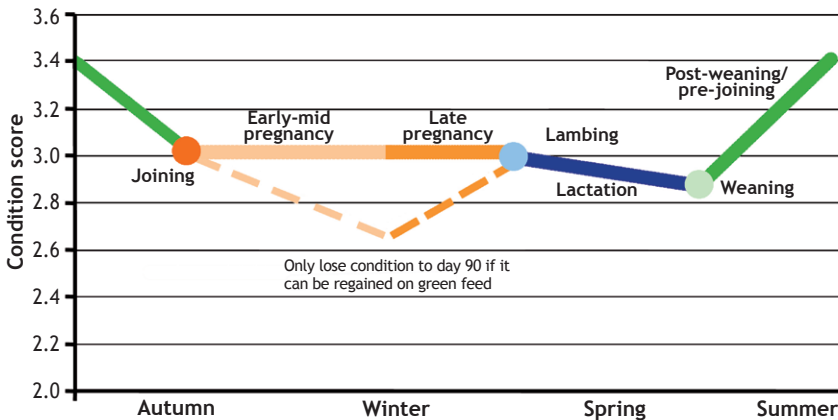 3.6
3.4
3.2
3.0
2.8
2.6
2.4
2.2
2.0
Condition score
Post-weaning/
pre-joining
Early-mid
pregnancy
Late
pregnancy
Lambing
Joining
Lactation
Weaning
Only lose condition to day 90 if it
can be regained on green feed
Autumn
Winter
Spring
Summer